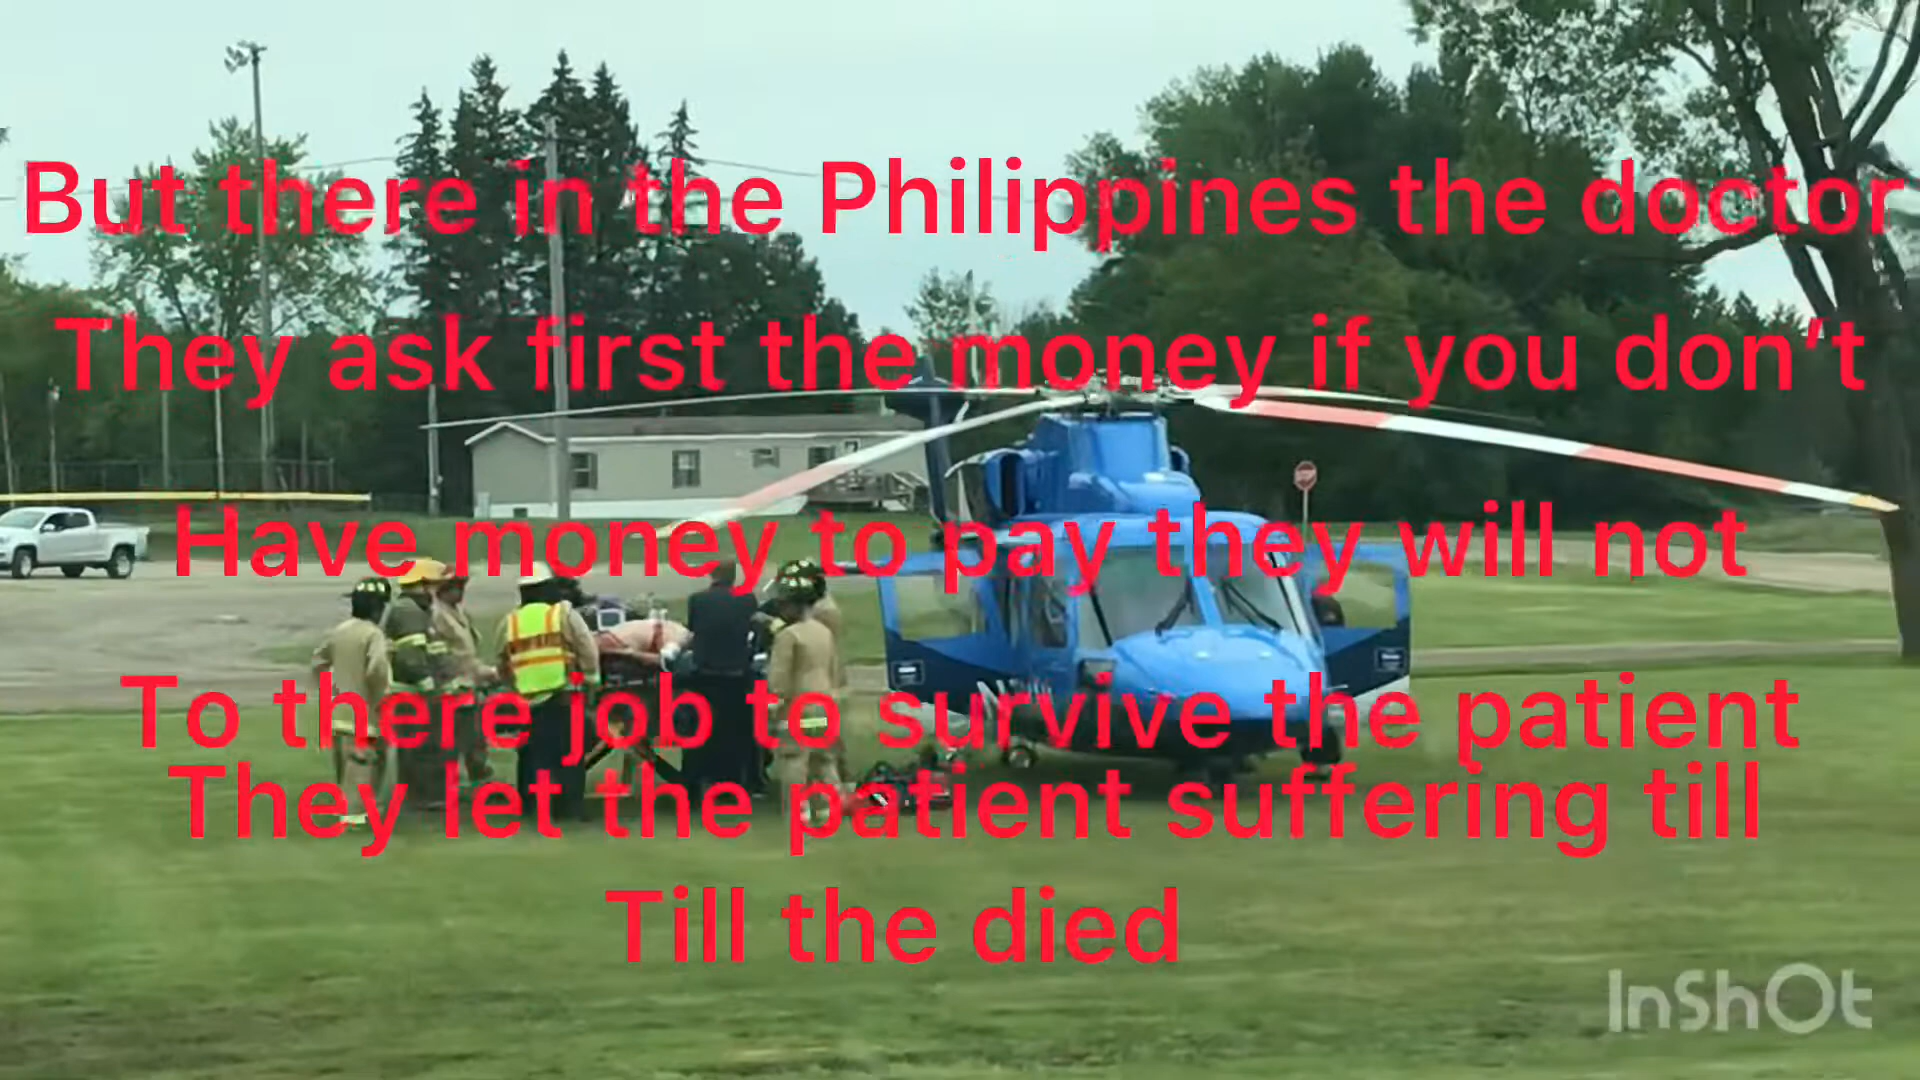 But there in the Philippines the doctor
They ask first the money if you don't
Have money to pay they will not
To there job to survive the patient
They let the patient suffering till
Till the died
InShOt